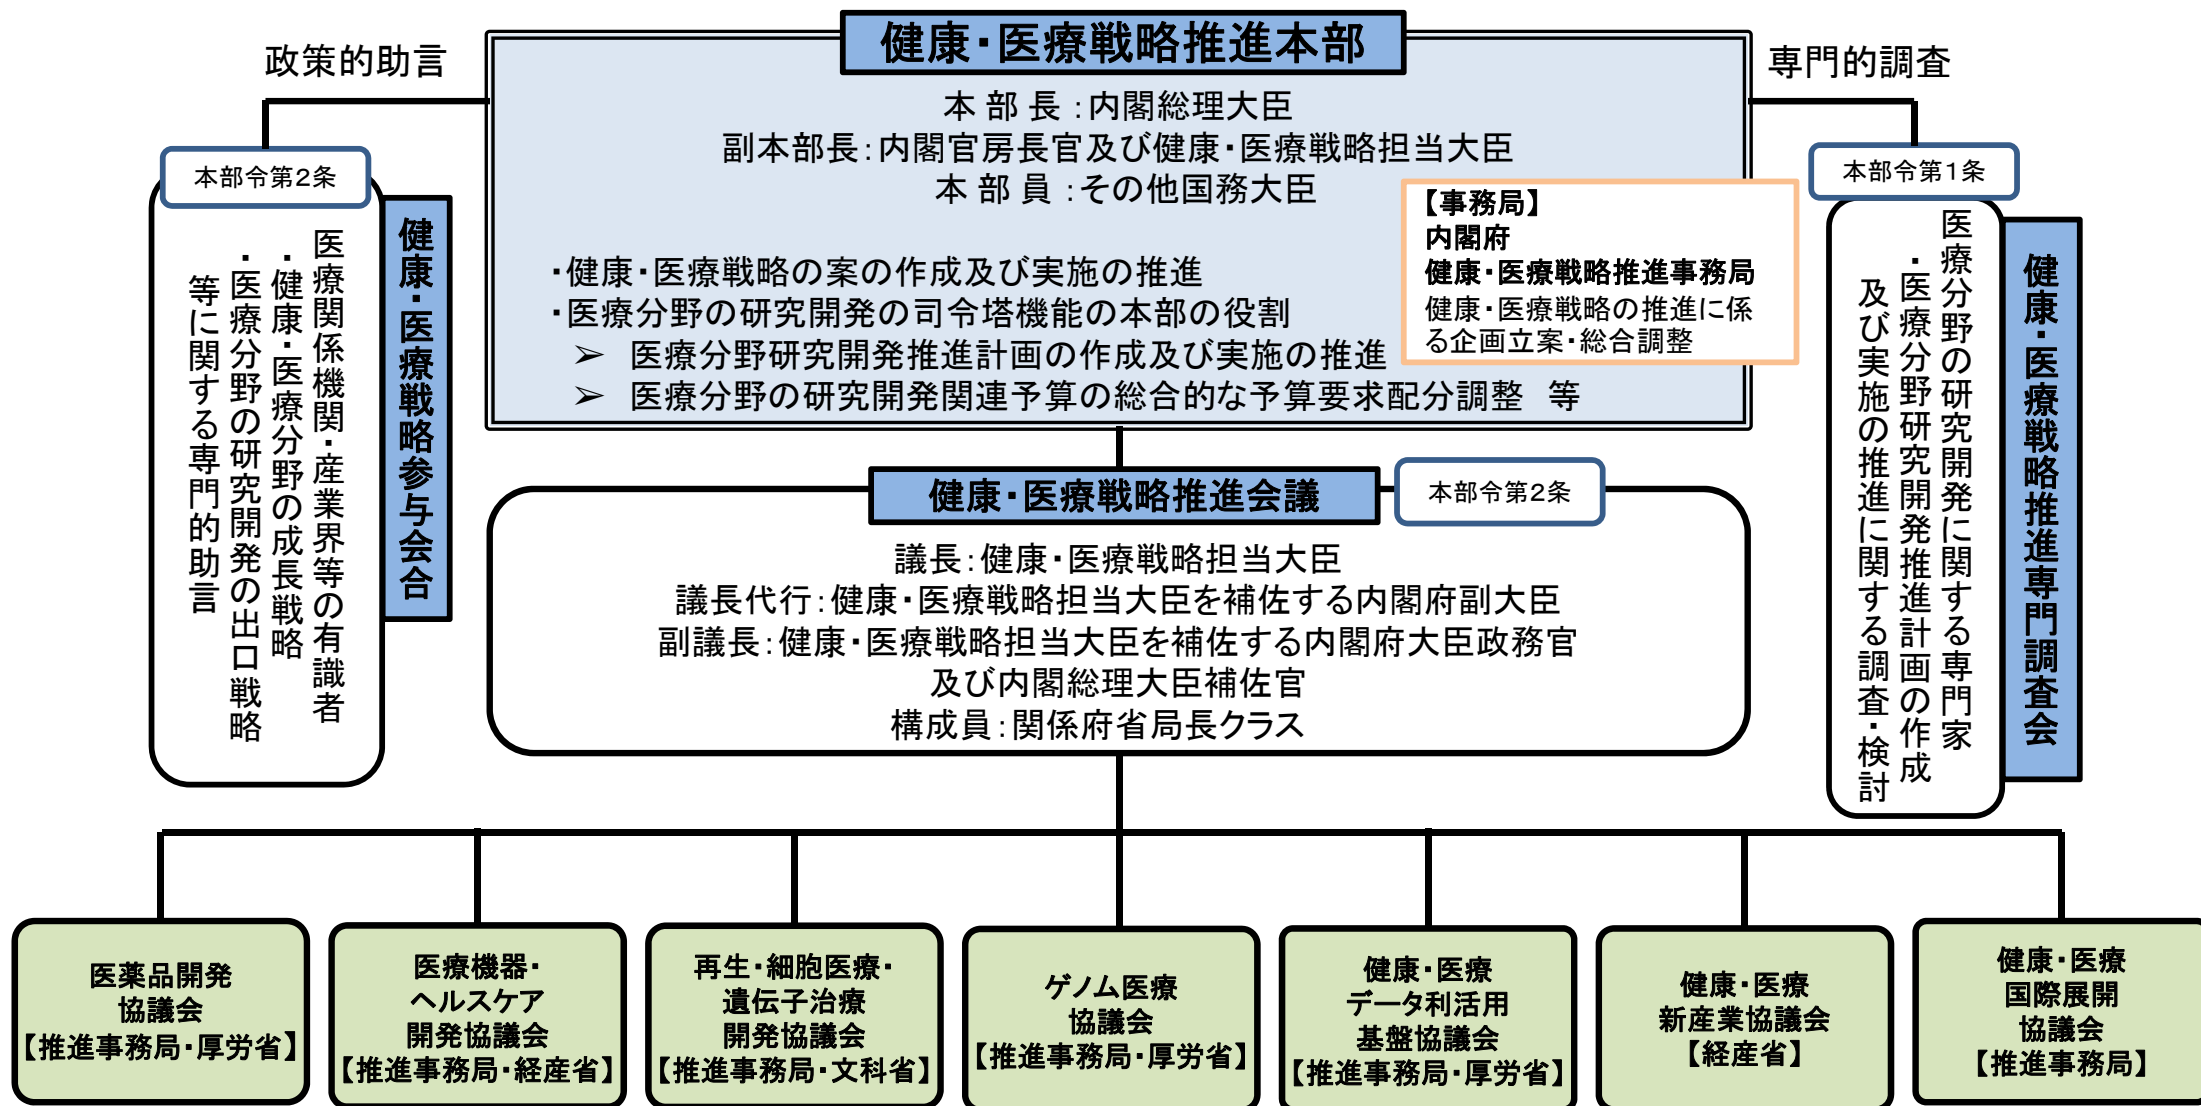 健康・医療戦略推進本部
政策的助言
専門的調査
本 部 長 ：内閣総理大臣
副本部長：内閣官房長官及び健康・医療戦略担当大臣
本 部 員 ：その他国務大臣
・健康・医療戦略の案の作成及び実施の推進
・医療分野の研究開発の司令塔機能の本部の役割
➢ 医療分野研究開発推進計画の作成及び実施の推進
➢ 医療分野の研究開発関連予算の総合的な予算要求配分調整　等
【事務局】
内閣府
健康・医療戦略推進事務局
健康・医療戦略の推進に係
る企画立案・総合調整
本部令第２条
健康・医療戦略参与会合
医療関係機関・産業界等の有識者
・健康・医療分野の成長戦略
・医療分野の研究開発の出口戦略
等に関する専門的助言
本部令第１条
健康・医療戦略推進専門調査会
医療分野の研究開発に関する専門家
・医療分野研究開発推進計画の作成
及び実施の推進に関する調査・検討
健康・医療戦略推進会議
本部令第２条
議長：健康・医療戦略担当大臣
議長代行：健康・医療戦略担当大臣を補佐する内閣府副大臣
副議長：健康・医療戦略担当大臣を補佐する内閣府大臣政務官
及び内閣総理大臣補佐官
構成員：関係府省局長クラス
医薬品開発
協議会
【推進事務局・厚労省】
医療機器・
ヘルスケア
開発協議会
【推進事務局・経産省】
再生・細胞医療・
遺伝子治療
開発協議会
【推進事務局・文科省】
ゲノム医療
協議会
【推進事務局・厚労省】
健康・医療
データ利活用
基盤協議会
【推進事務局・厚労省】
健康・医療
新産業協議会
【経産省】
健康・医療
国際展開
協議会
【推進事務局】